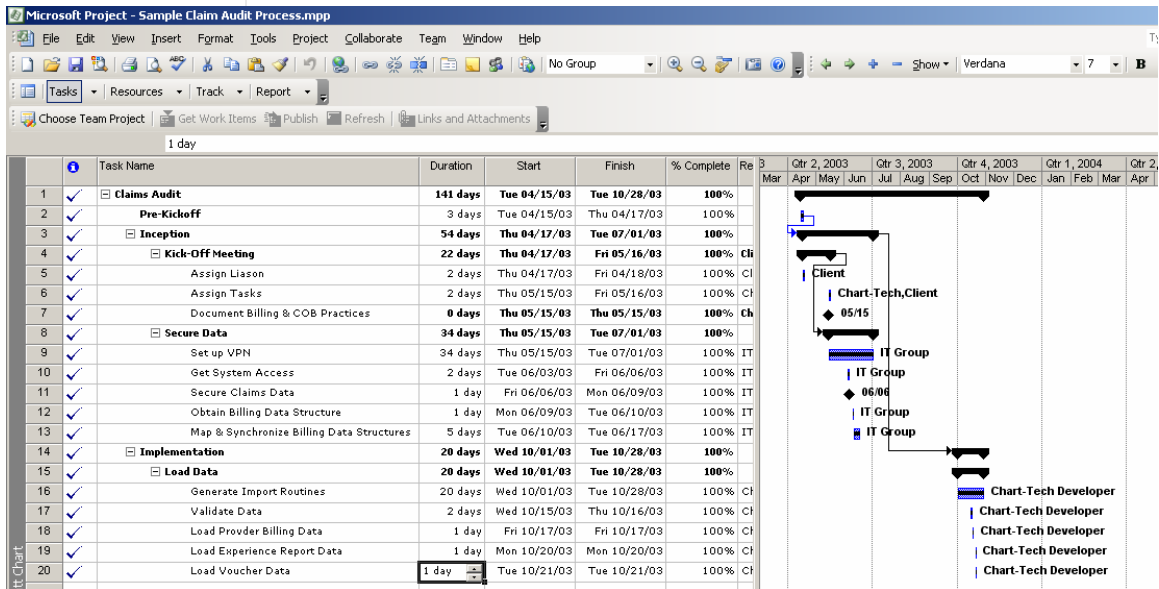 Microsoft Project - Sample Claim Audit Process.mpp
File Edit View Insert Format Tools Project Collaborate Team Window Help Ty
ABC No Group Show Verdana 7 B
Tasks Resources Track Report
Choose Team Project Get Work Items Publish Refresh Links and Attachments
1 day
Task Name Duration Start Finish % Complete Re 3 Qtr 2, 2003 Qtr 3, 2003 Qtr 4, 2003 Qtr 1, 2004 Qtr 2,
Mar Apr May Jun Jul Aug Sep Oct Nov Dec Jan Feb Mar Apr
1 Claims Audit 141 days Tue 04/15/03 Tue 10/28/03 100%
2 Pre-Kickoff 3 days Tue 04/15/03 Thu 04/17/03 100%
3 Inception 54 days Thu 04/17/03 Tue 07/01/03 100%
4 Kick-Off Meeting 22 days Thu 04/17/03 Fri 05/16/03 100% Cli
5 Assign Liason 2 days Thu 04/17/03 Fri 04/18/03 100% Cl Client
6 Assign Tasks 2 days Thu 05/15/03 Fri 05/16/03 100% Ch Chart-Tech,Client
7 Document Billing & COB Practices 0 days Thu 05/15/03 Thu 05/15/03 100% Ch 05/15
8 Secure Data 34 days Thu 05/15/03 Tue 07/01/03 100%
9 Set up VPN 34 days Thu 05/15/03 Tue 07/01/03 100% IT IT Group
10 Get System Access 2 days Tue 06/03/03 Fri 06/06/03 100% IT IT Group
11 Secure Claims Data 1 day Fri 06/06/03 Mon 06/09/03 100% IT 06/06
12 Obtain Billing Data Structure 1 day Mon 06/09/03 Tue 06/10/03 100% IT IT Group
13 Map & Synchronize Billing Data Structures 5 days Tue 06/10/03 Tue 06/17/03 100% IT IT Group
14 Implementation 20 days Wed 10/01/03 Tue 10/28/03 100%
15 Load Data 20 days Wed 10/01/03 Tue 10/28/03 100%
16 Generate Import Routines 20 days Wed 10/01/03 Tue 10/28/03 100% Ch Chart-Tech Developer
17 Validate Data 2 days Wed 10/15/03 Thu 10/16/03 100% Ch Chart-Tech Developer
18 Load Provder Billing Data 1 day Fri 10/17/03 Fri 10/17/03 100% Ch Chart-Tech Developer
19 Load Experience Report Data 1 day Mon 10/20/03 Mon 10/20/03 100% Ch Chart-Tech Developer
20 Load Voucher Data 1 day Tue 10/21/03 Tue 10/21/03 100% Ch Chart-Tech Developer
tt Chart